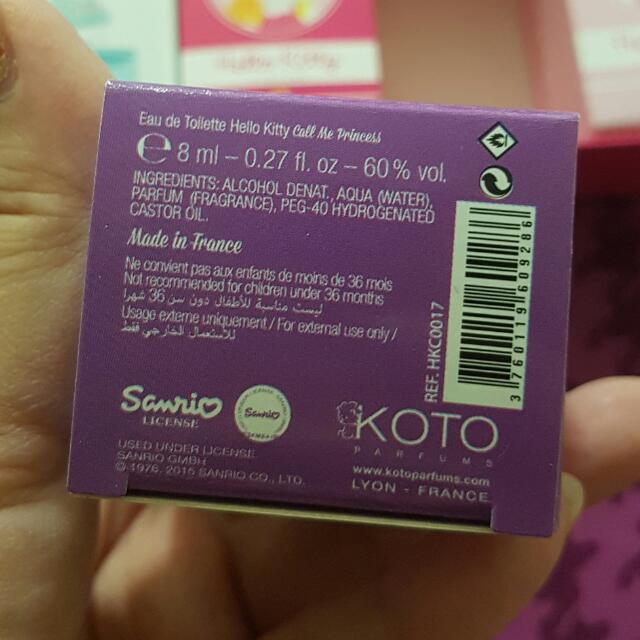 Hello Kitty
Eau de Toilette Hello Kitty Call Me Princess
e 8 ml – 0.27 fl. oz – 60 % vol.
INGREDIENTS: ALCOHOL DENAT., AQUA (WATER),
PARFUM (FRAGRANCE), PEG-40 HYDROGENATED
CASTOR OIL.
Made in France
Ne convient pas aux enfants de moins de 36 mois
Not recommended for children under 36 months
ليست مناسبة للأطفال دون سن 36 شهرا
Usage externe uniquement / For external use only /
للاستعمال الخارجي فقط
REF. HKC0017
3 760119 609286
Sanrio
LICENSE
Sanrio
USED UNDER LICENSE
SANRIO GMBH
© 1976, 2015 SANRIO CO., LTD.
KOTO
PARFUMS
www.kotoparfums.com
LYON - FRANCE